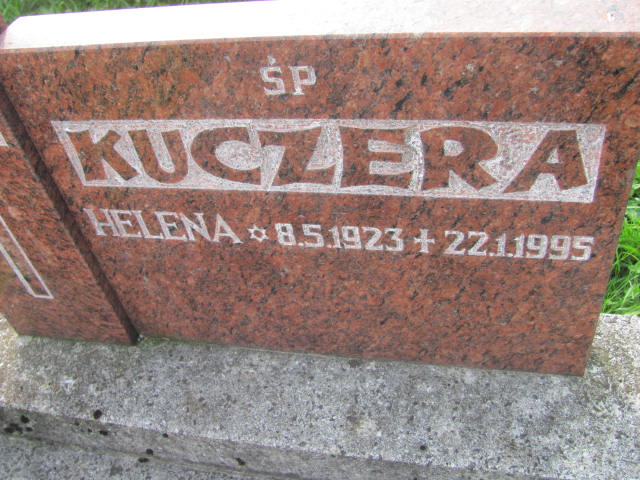 ŚP
KUCZERA
HELENA ✡ 8.5.1923 ✝ 22.1.1995